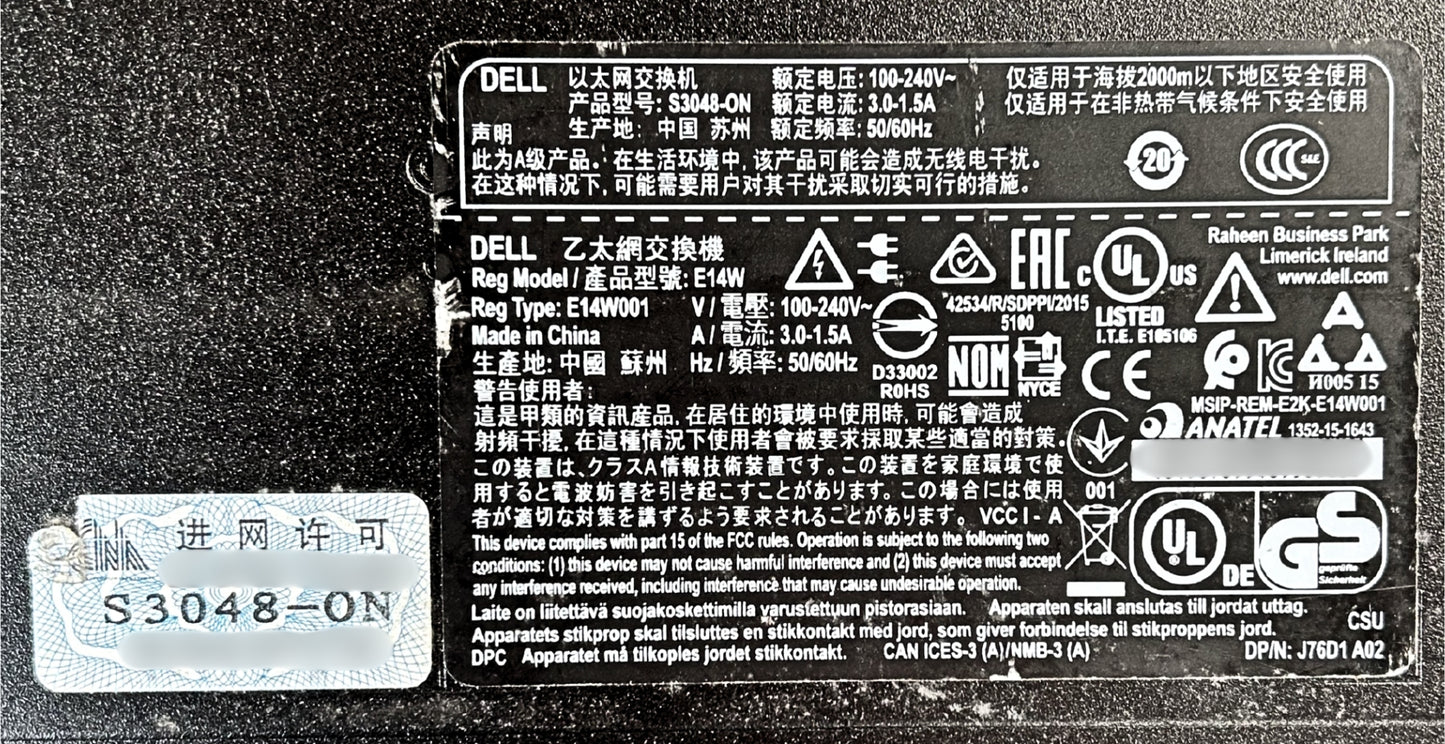 DELL 以太网交换机 额定电压: 100-240V~ 仅适用于海拔2000m以下地区安全使用
产品型号: S3048-ON 额定电流: 3.0-1.5A 仅适用于在非热带气候条件下安全使用
生产地: 中国 苏州 额定频率: 50/60Hz
声明
此为A级产品。在生活环境中, 该产品可能会造成无线电干扰。
在这种情况下, 可能需要用户对其干扰采取切实可行的措施。
20
CCC S&E
DELL 乙太網交換機
Reg Model / 產品型號: E14W
Reg Type: E14W001 V / 電壓: 100-240V~
Made in China A / 電流: 3.0-1.5A
生產地: 中國 蘇州 Hz / 頻率: 50/60Hz
警告使用者:
這是甲類的資訊產品, 在居住的環境中使用時, 可能會造成
射頻干擾, 在這種情況下使用者會被要求採取某些適當的對策。
この装置は、クラスA情報技術装置です。この装置を家庭環境で使
用すると電波妨害を引き起こすことがあります。この場合には使用
者が適切な対策を講ずるよう要求されることがあります。 VCCI-A
This device complies with part 15 of the FCC rules. Operation is subject to the following two
conditions: (1) this device may not cause harmful interference and (2) this device must accept
any interference received, including interference that may cause undesirable operation.
Laite on liitettävä suojakoskettimilla varustettuun pistorasiaan. Apparaten skall anslutas till jordat uttag.
Apparatets stikprop skal tilsluttes en stikkontakt med jord, som giver forbindelse til stikproppens jord.
DPC Apparatet må tilkoples jordet stikkontakt. CAN ICES-3 (A)/NMB-3 (A)
EAC
C UL US
LISTED
I.T.E. E185106
Raheen Business Park
Limerick Ireland
www.dell.com
42534/R/SDPPI/2015
5100
D33002
R0HS
NOM
NYCE
CE
И005 15
MSIP-REM-E2K-E14W001
ANATEL 1352-15-1643
001
UL
DE
GS
geprüfte
Sicherheit
CSU
DP/N: J76D1 A02
进网许可
S3048-ON